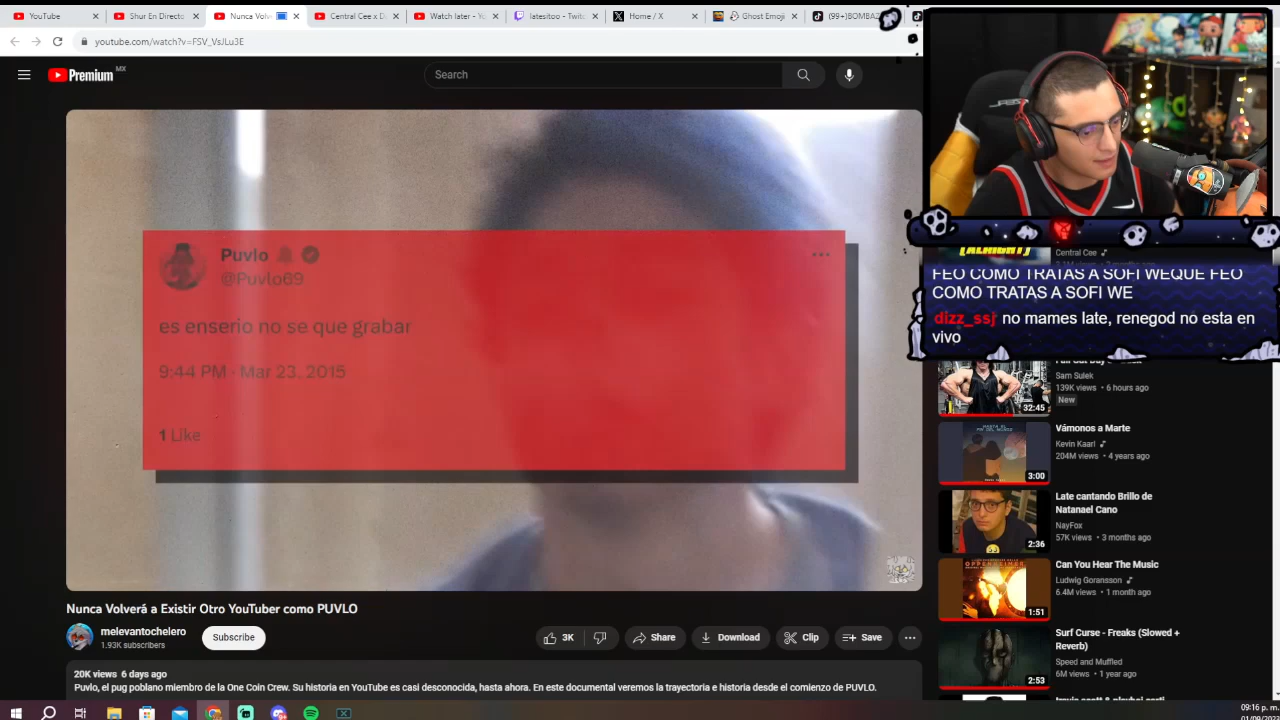 YouTube
Shur En Directo
Nunca Volv
Central Cee x D
Watch later - Yo
latesitoo - Twitc
Home / X
Ghost Emoji
(99+)BOMBAZ
youtube.com/watch?v=FSV_VsJLu3E
Premium
MX
Search
Puvlo
@Puvlo69
es enserio no se que grabar
9:44 PM · Mar 23, 2015
1 Like
Nunca Volverá a Existir Otro YouTuber como PUVLO
melevantochelero
1.93K subscribers
Subscribe
3K
Share
Download
Clip
Save
20K views 6 days ago
Puvlo, el pug poblano miembro de la One Coin Crew. Su historia en YouTube es casi desconocida, hasta ahora. En este documental veremos la trayectoria e historia desde el comienzo de PUVLO.
(ALRIGHT)
Central Cee
FEO COMO TRATAS A SOFI WEQUE FEO
COMO TRATAS A SOFI WE
dizz_ssj no mames late, renegod no esta en
vivo
Sam Sulek
139K views • 6 hours ago
New
32:45
Vámonos a Marte
Kevin Kaarl
204M views • 4 years ago
3:00
Late cantando Brillo de
Natanael Cano
NayFox
57K views • 3 months ago
2:36
Can You Hear The Music
Ludwig Goransson
6.4M views • 1 month ago
OPPENHEIMER
1:51
Surf Curse - Freaks (Slowed +
Reverb)
Speed and Muffled
6M views • 1 year ago
2:53
09:16 p. m.